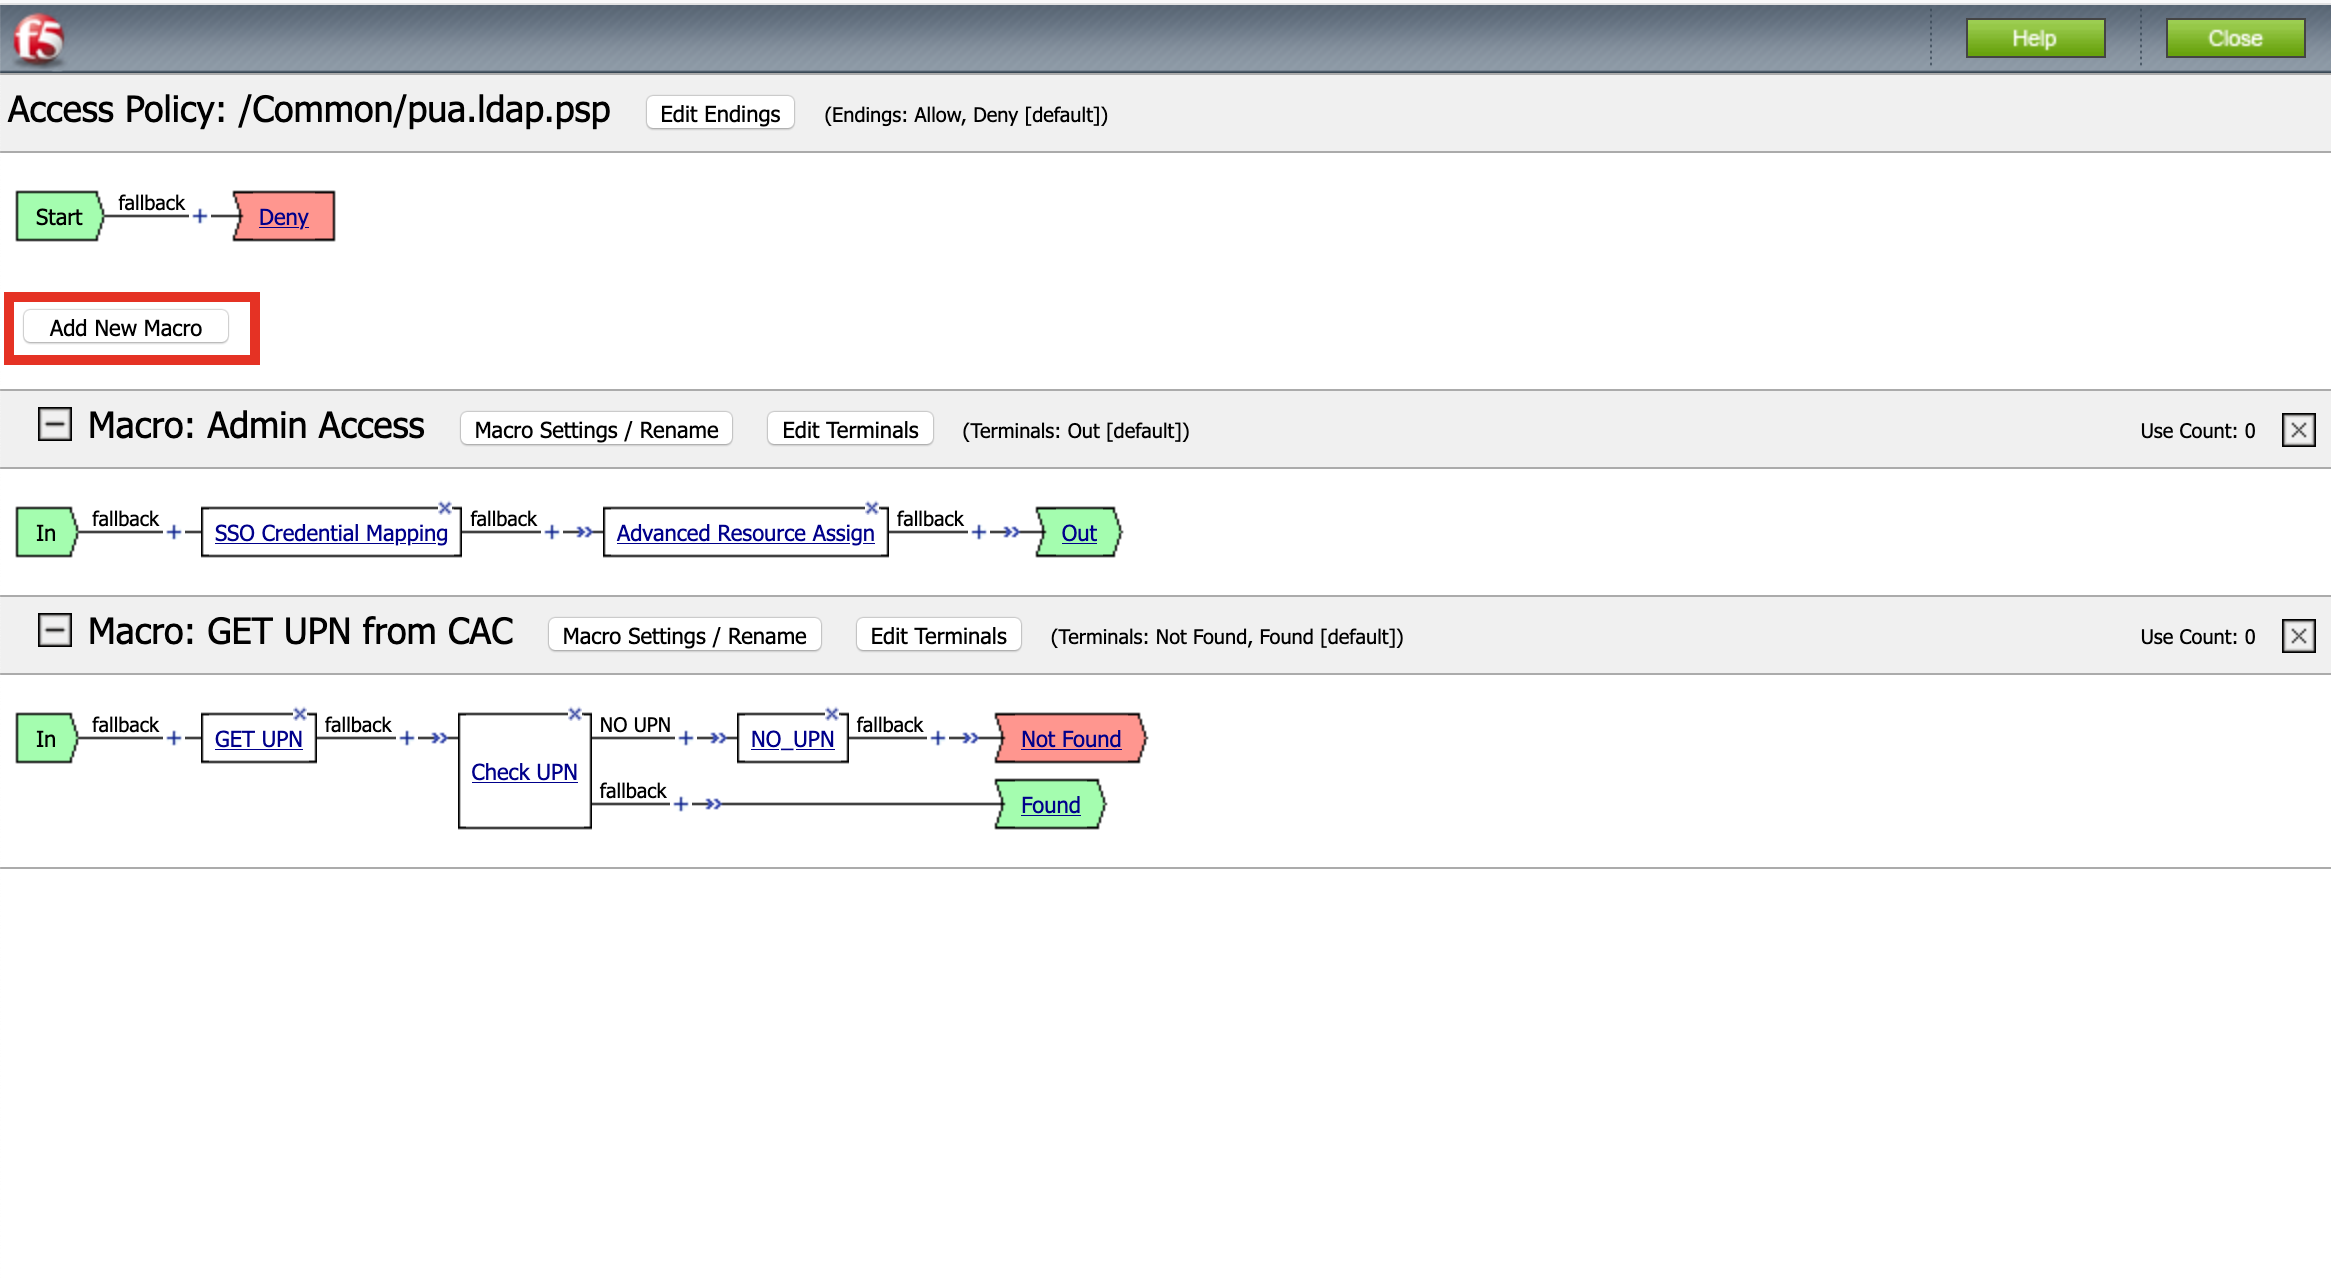 f5 Help Close
Access Policy: /Common/pua.ldap.psp Edit Endings (Endings: Allow, Deny [default])
Start fallback + Deny
Add New Macro
Macro: Admin Access Macro Settings / Rename Edit Terminals (Terminals: Out [default]) Use Count: 0
In fallback + SSO Credential Mapping fallback + Advanced Resource Assign fallback + Out
Macro: GET UPN from CAC Macro Settings / Rename Edit Terminals (Terminals: Not Found, Found [default]) Use Count: 0
In fallback + GET UPN fallback + Check UPN NO UPN + NO_UPN fallback + Not Found
fallback + Found